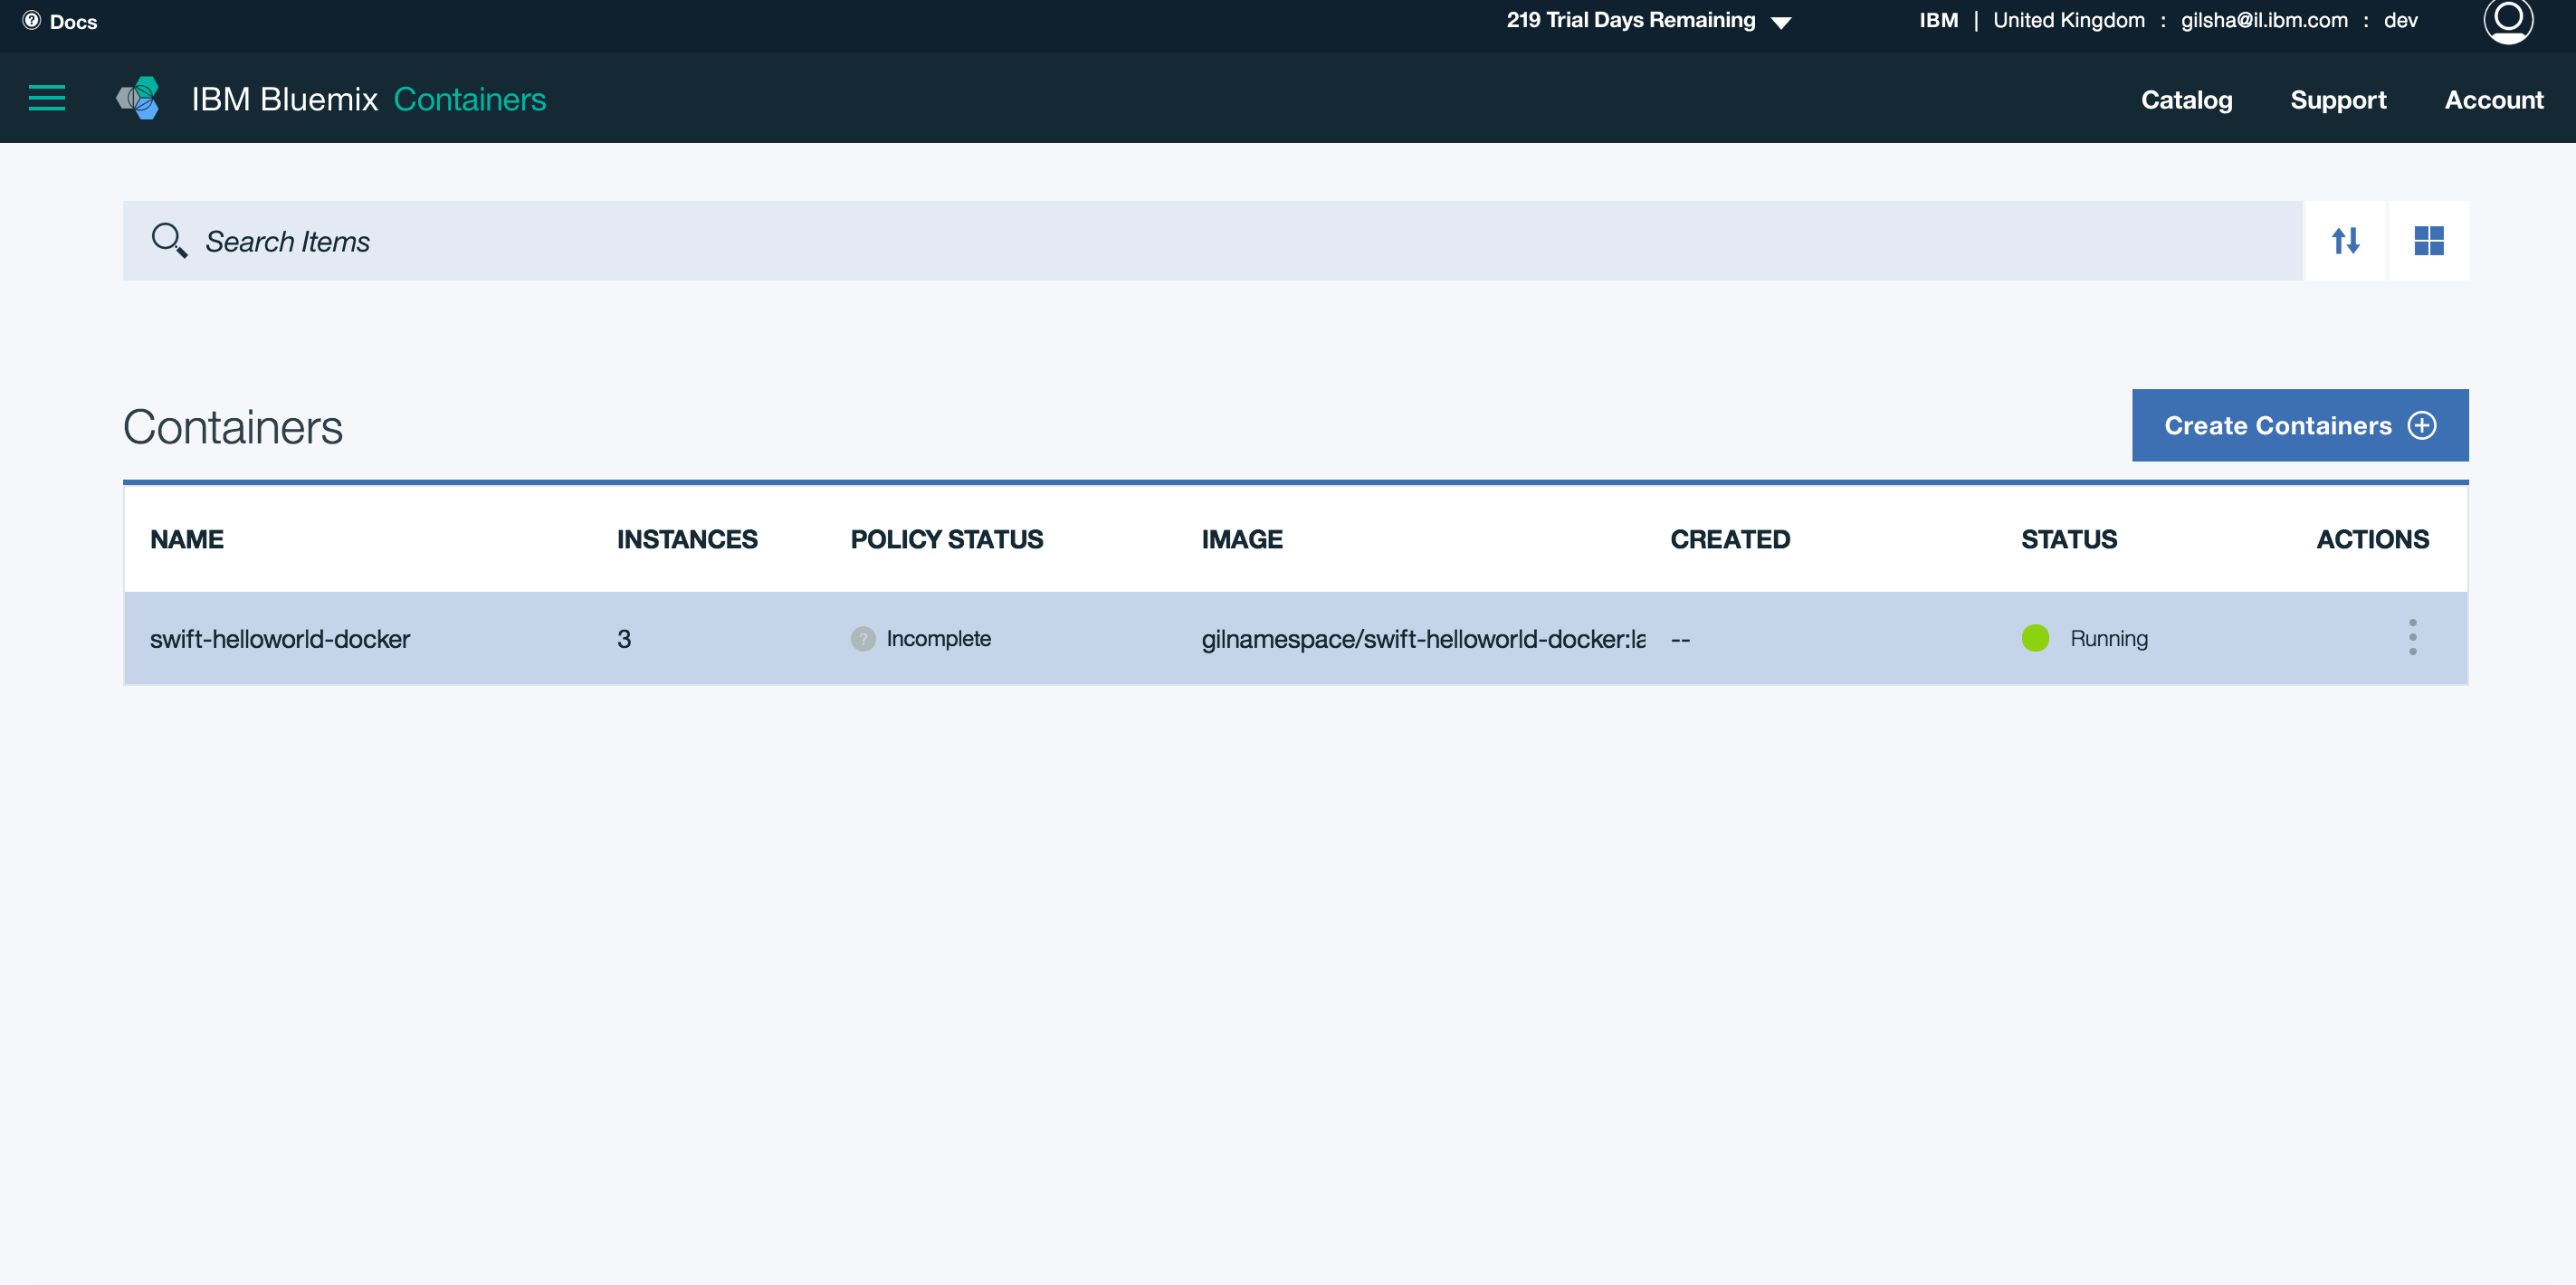 Docs
219 Trial Days Remaining
IBM | United Kingdom : gilsha@il.ibm.com : dev
IBM Bluemix Containers
Catalog Support Account
Search Items
Containers
Create Containers
NAME INSTANCES POLICY STATUS IMAGE CREATED STATUS ACTIONS
swift-helloworld-docker 3 ? Incomplete gilnamespace/swift-helloworld-docker:la -- Running